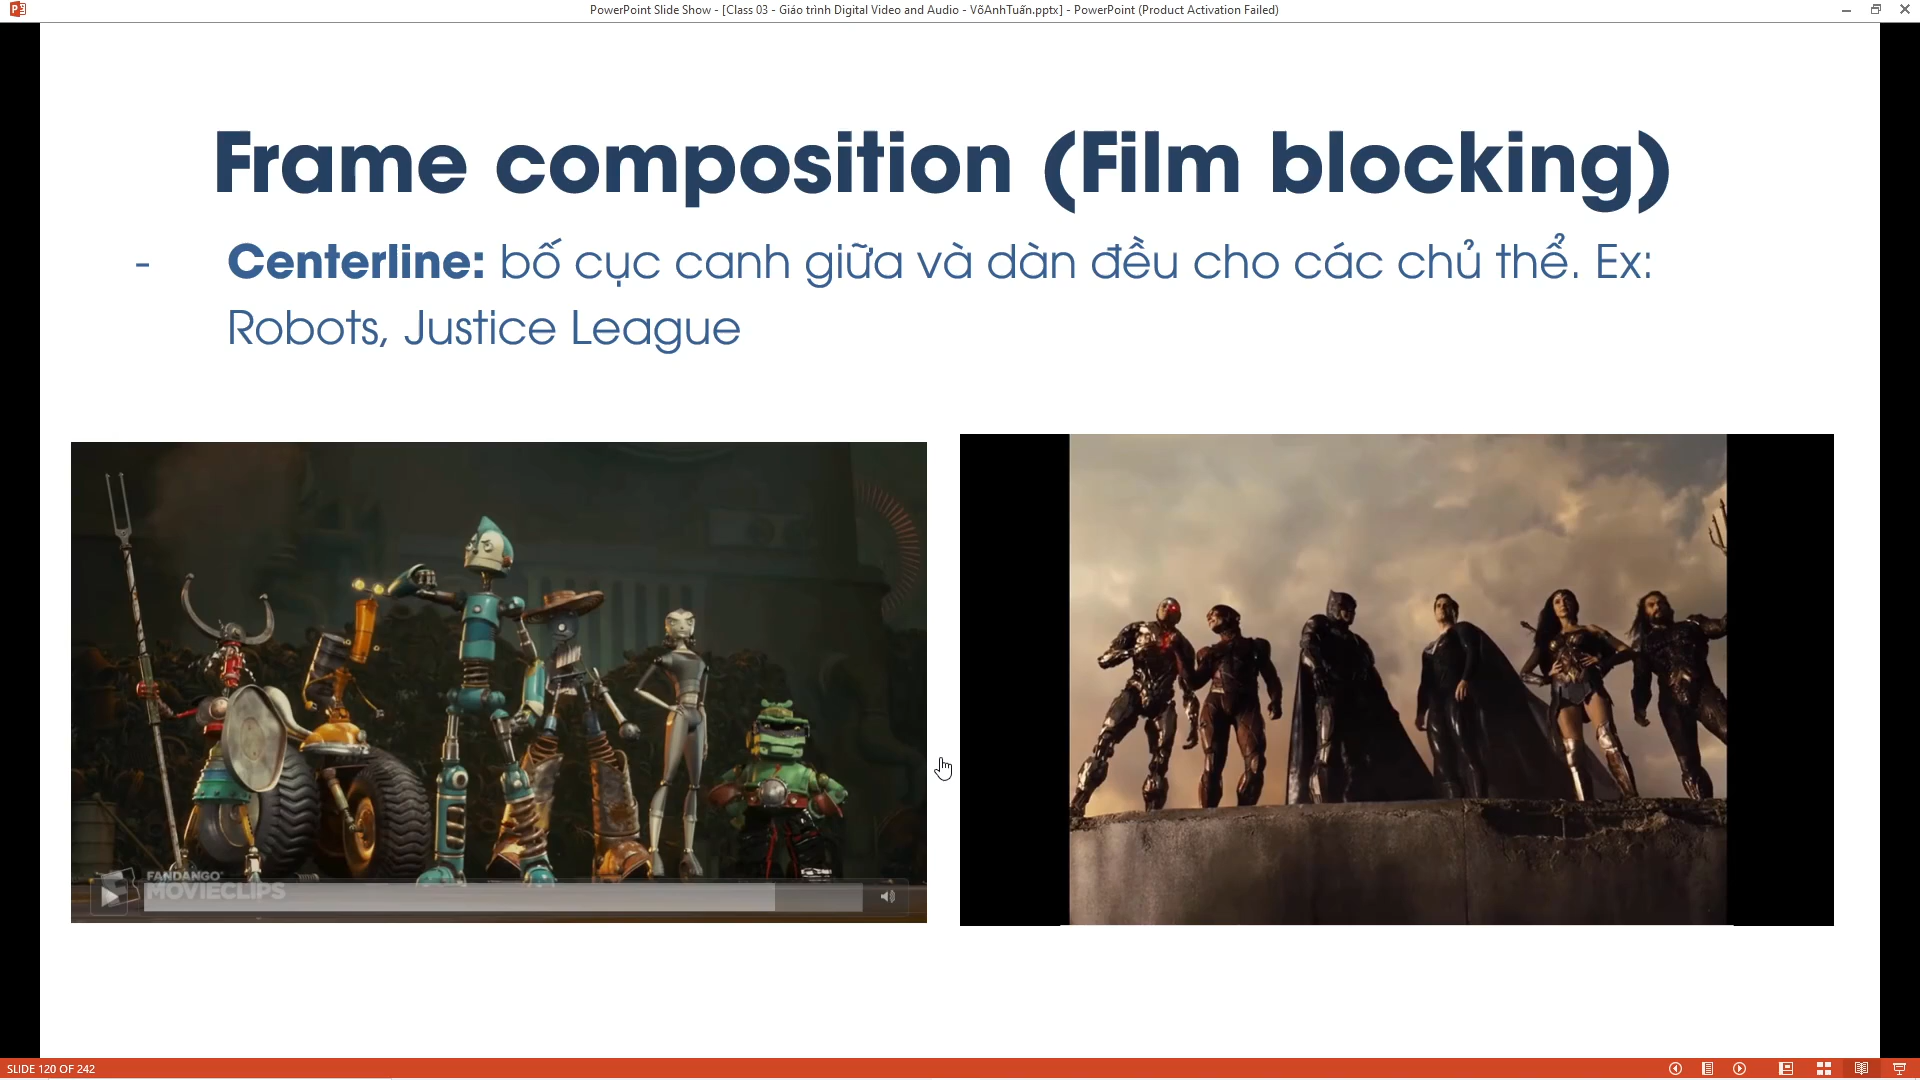 PowerPoint Slide Show - [Class 03 - Giáo trình Digital Video and Audio - VõAnhTuấn.pptx] - PowerPoint (Product Activation Failed)
Frame composition (Film blocking)
- Centerline: bố cục canh giữa và dàn đều cho các chủ thể. Ex:
Robots, Justice League
FANDANGO
MOVIECLIPS
SLIDE 120 OF 242